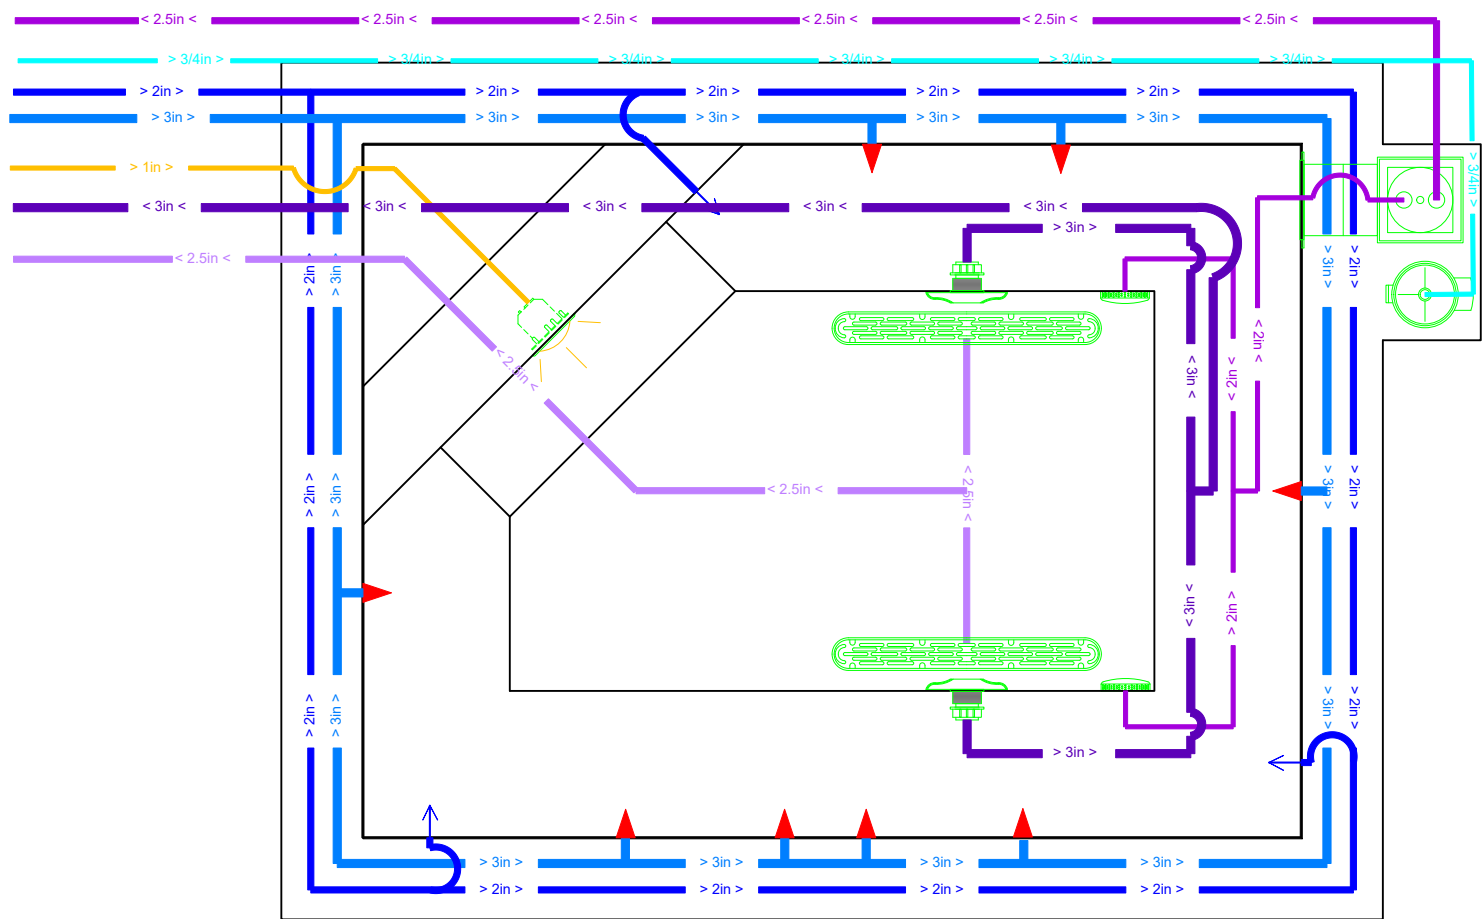 < 2.5in < < 2.5in < < 2.5in < < 2.5in < < 2.5in < < 2.5in <
> 3/4in > > 3/4in > > 3/4in > > 3/4in > > 3/4in > > 3/4in >
> 2in > > 2in > > 2in > > 2in > > 2in >
> 3in > > 3in > > 3in > > 3in > > 3in >
> 1in >
> 3/4in >
< 3in < < 3in < < 3in < < 3in < < 3in <
> 3in >
< 2.5in <
> 2in >
> 3in >
> 3in >
> 2in >
< 2in <
< 2.5in <
< 3in <
< 2in <
< 2.5in <
< 2.5in <
> 2in >
> 3in >
> 3in >
> 2in >
< 3in <
< 2in <
> 2in >
> 3in >
> 3in >
> 2in >
> 3in >
> 3in > > 3in > > 3in > > 3in >
> 2in > > 2in > > 2in > > 2in >